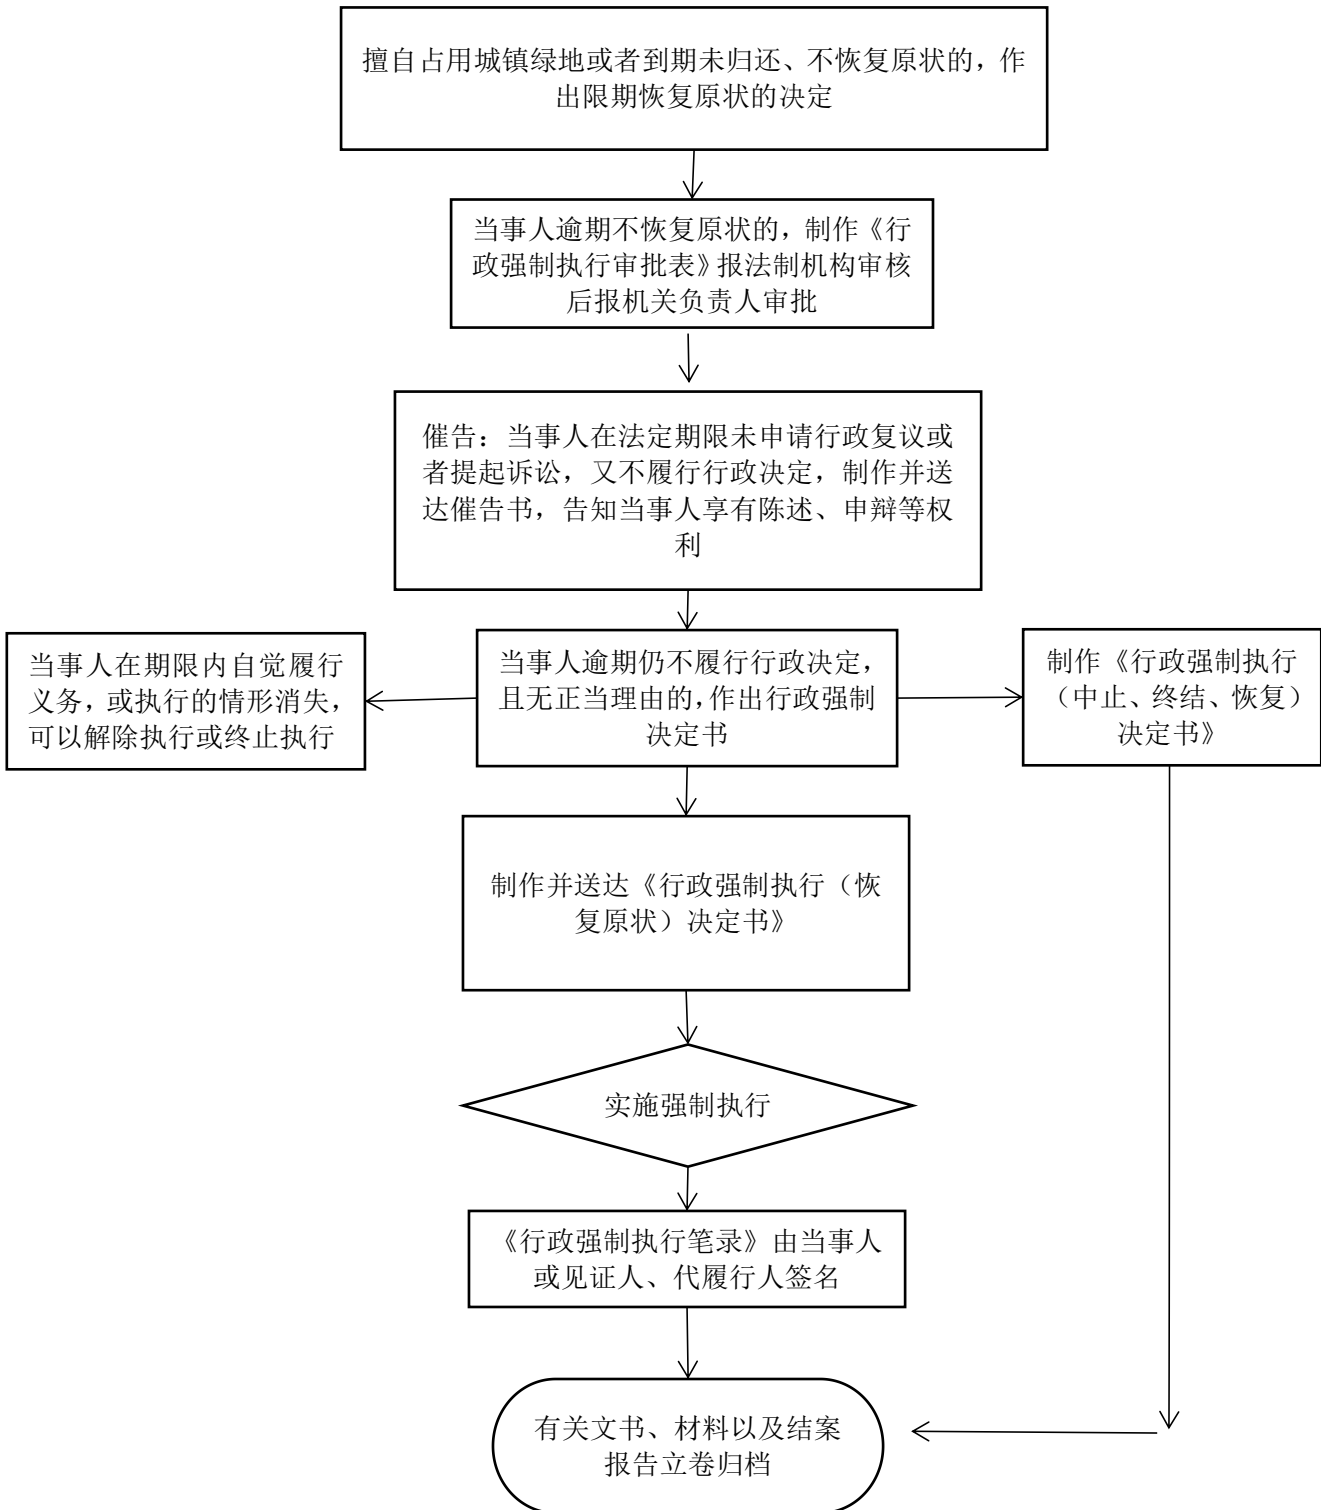 擅自占用城镇绿地或者到期未归还、不恢复原状的，作
出限期恢复原状的决定
当事人逾期不恢复原状的，制作《行
政强制执行审批表》报法制机构审核
后报机关负责人审批
催告：当事人在法定期限未申请行政复议或
者提起诉讼，又不履行行政决定，制作并送
达催告书，告知当事人享有陈述、申辩等权
利
当事人在期限内自觉履行
义务，或执行的情形消失，
可以解除执行或终止执行
当事人逾期仍不履行行政决定，
且无正当理由的，作出行政强制
决定书
制作《行政强制执行
（中止、终结、恢复）
决定书》
制作并送达《行政强制执行（恢
复原状）决定书》
实施强制执行
《行政强制执行笔录》由当事人
或见证人、代履行人签名
有关文书、材料以及结案
报告立卷归档